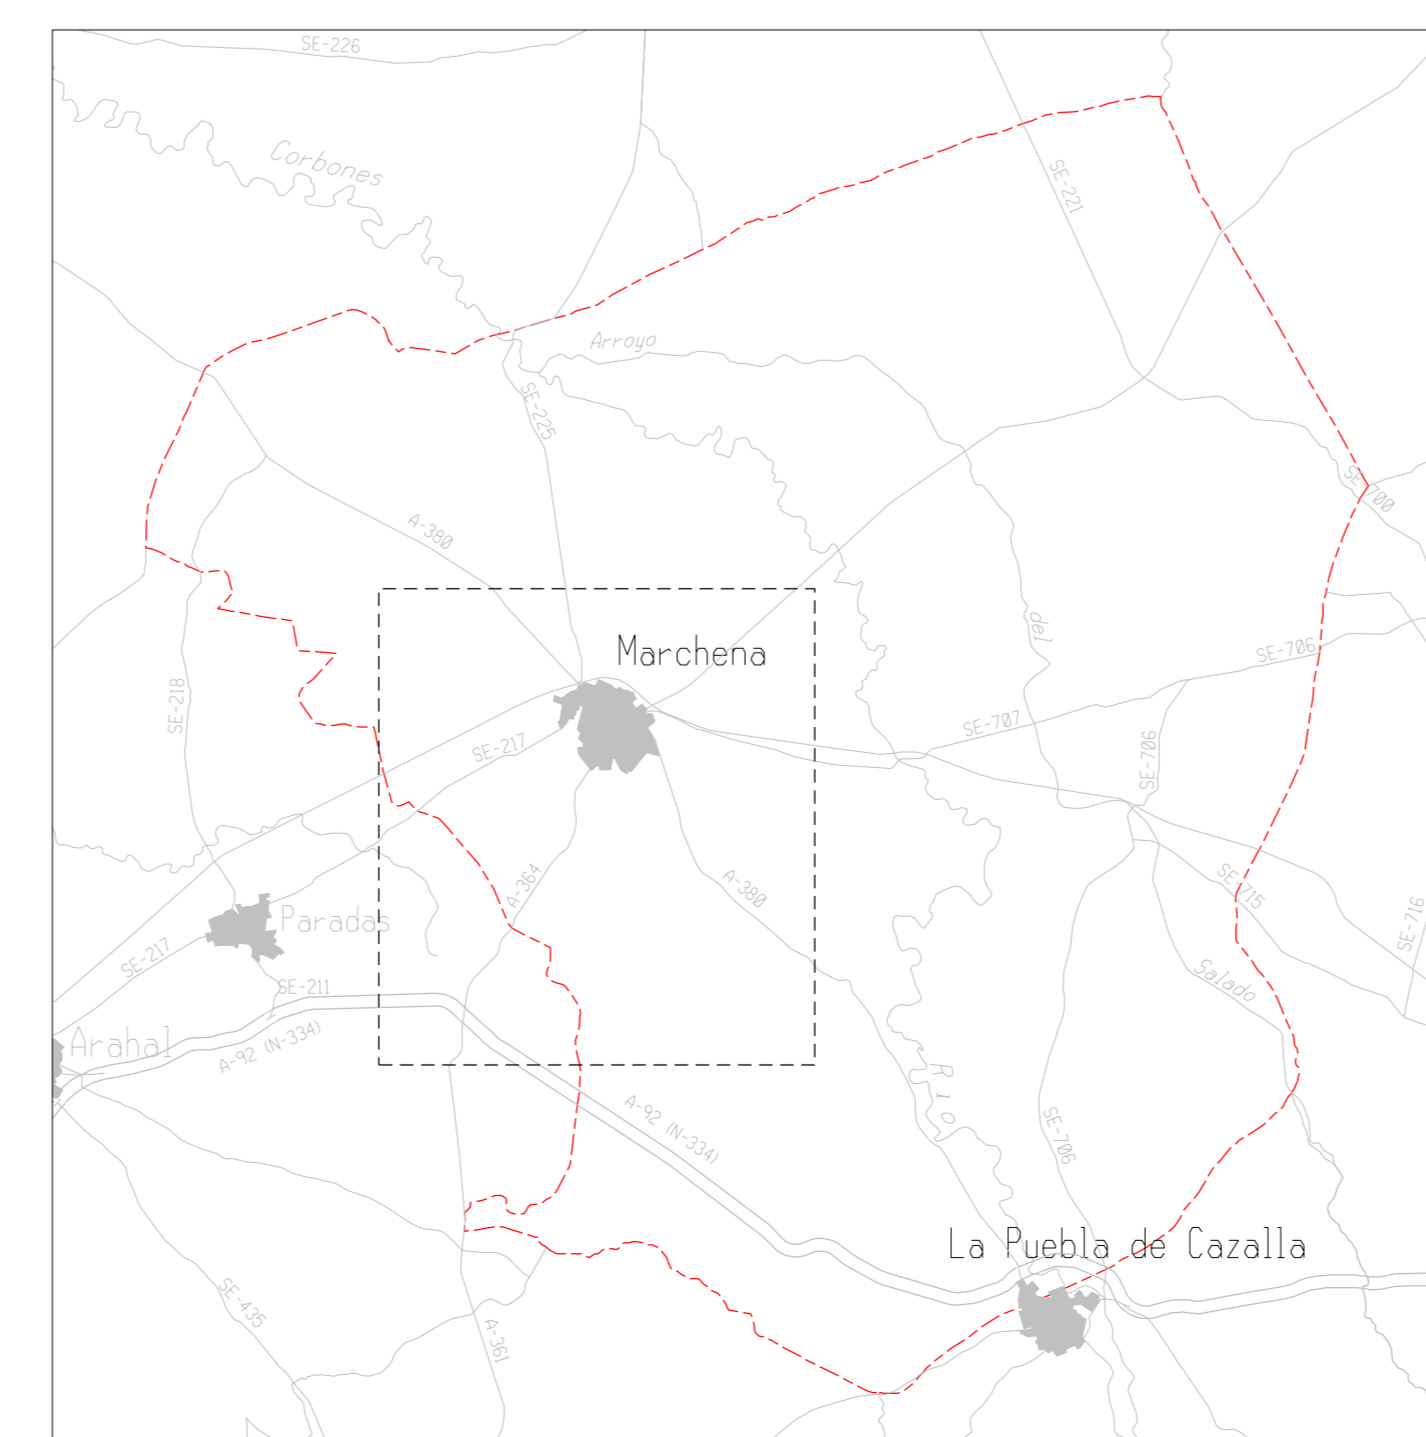 SE-226
Corbones
SE-221
Arroyo
SE-225
SE-700
A-380
del
Marchena
SE-706
SE-218
SE-217
SE-707
SE-706
A-364
A-380
SE-715
SE-716
Paradas
SE-217
SE-211
Salado
Arahal
A-92 (N-334)
Rio
A-92 (N-334)
SE-706
La Puebla de Cazalla
SE-435
A-361